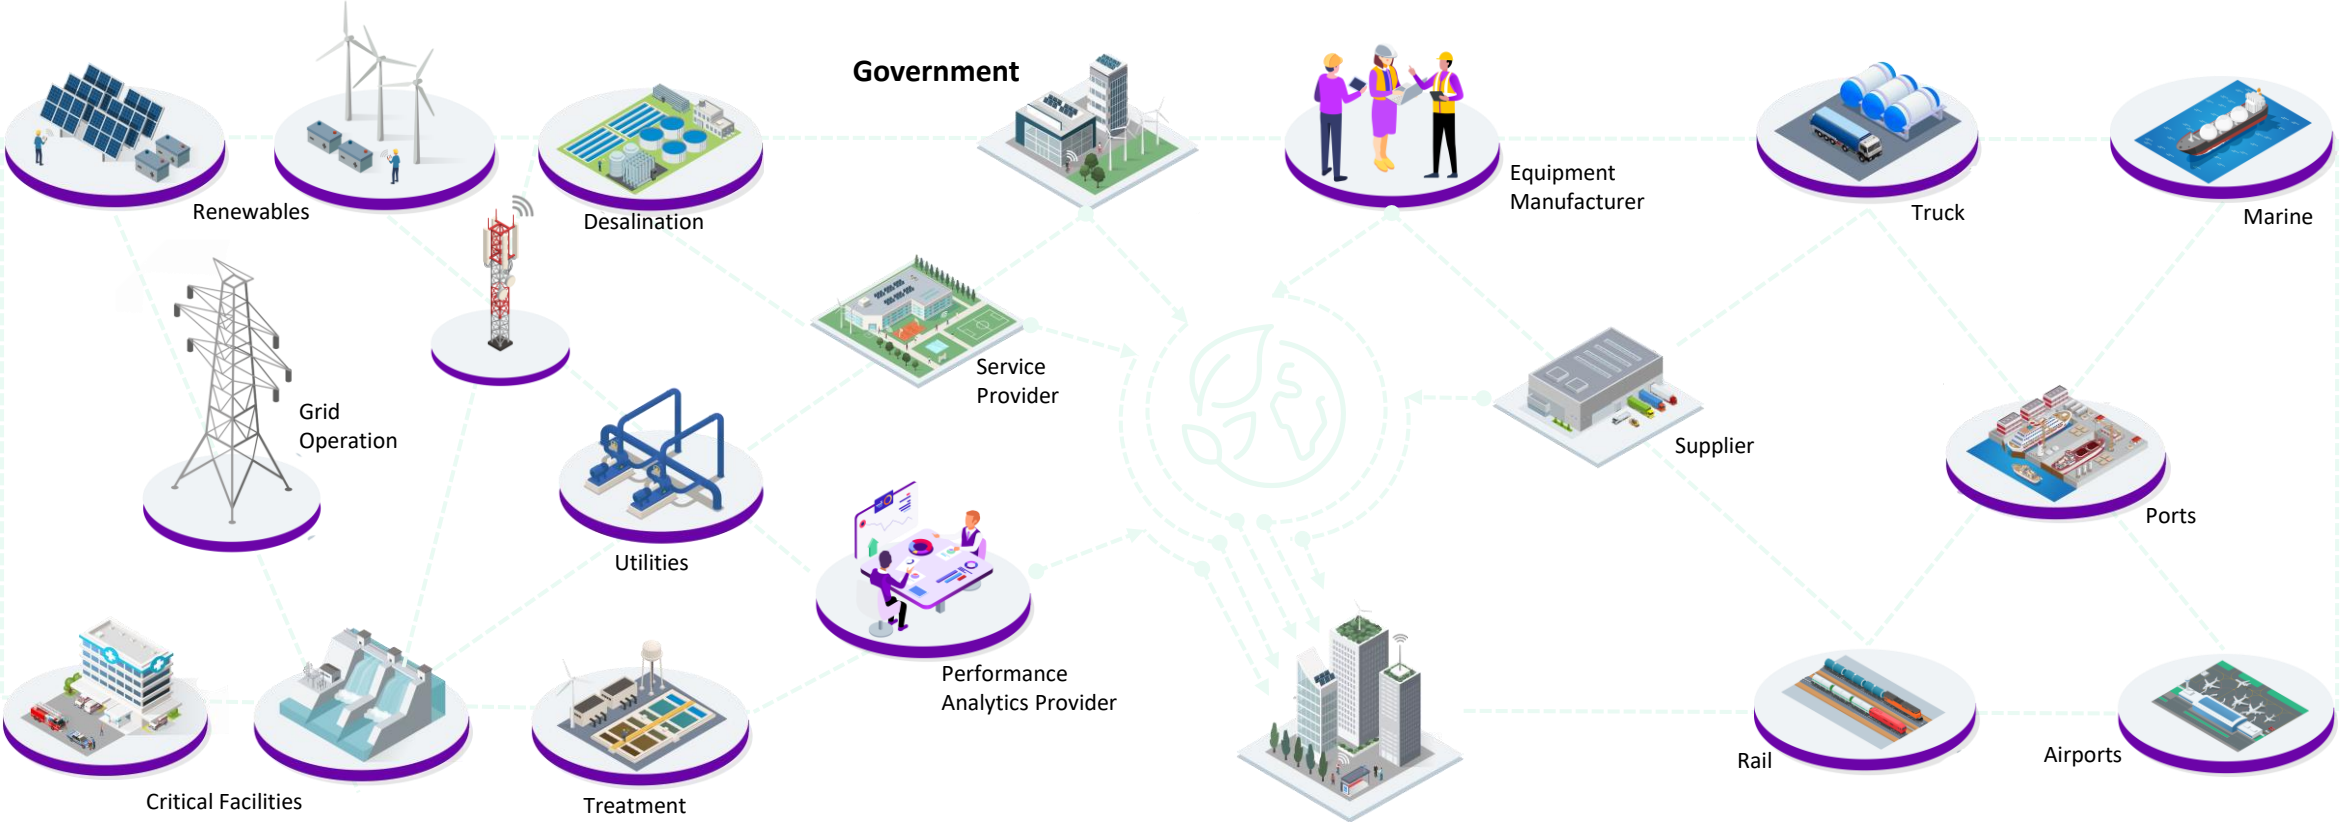 Government
Equipment
Manufacturer
Renewables
Desalination
Truck
Marine
Service
Provider
Grid
Operation
Supplier
Ports
Utilities
Performance
Analytics Provider
Rail
Airports
Critical Facilities
Treatment